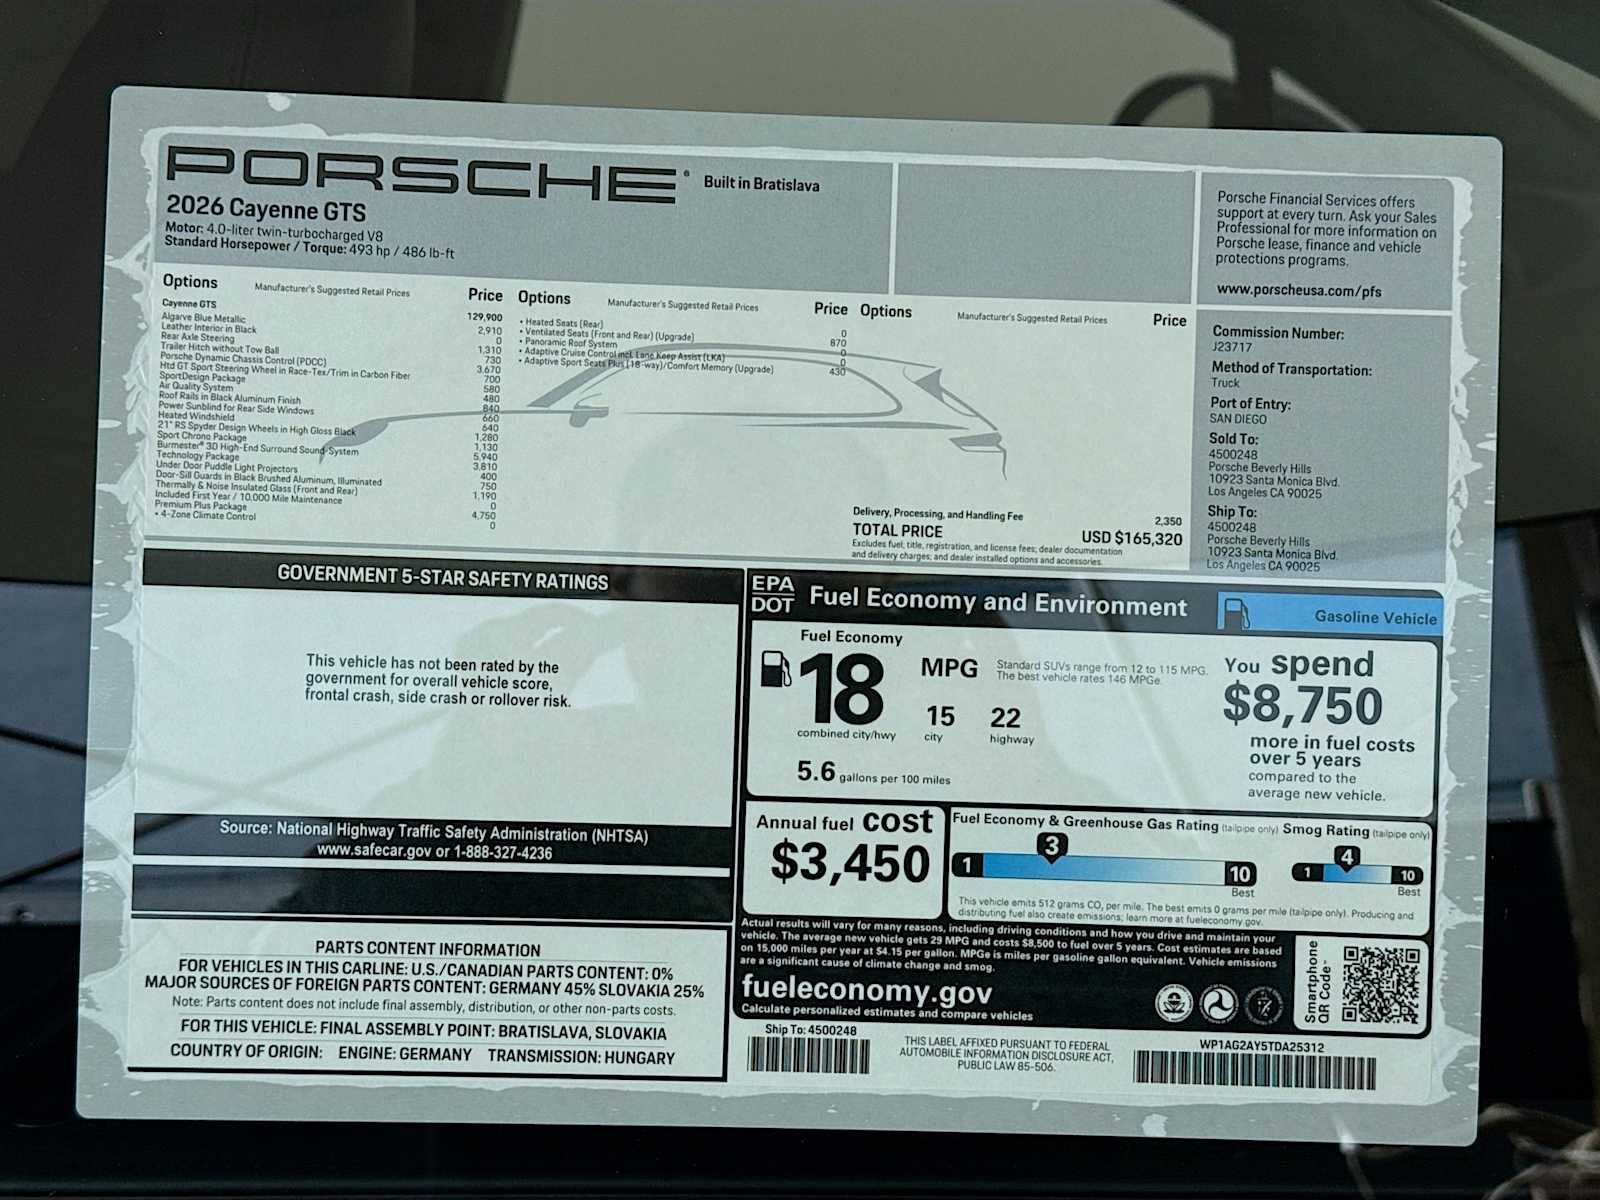 PORSCHE® Built in Bratislava
2026 Cayenne GTS
Motor: 4.0-liter twin-turbocharged V8
Standard Horsepower / Torque: 493 hp / 486 lb-ft
Porsche Financial Services offers
support at every turn. Ask your Sales
Professional for more information on
Porsche lease, finance and vehicle
protections programs.
www.porscheusa.com/pfs
Options Manufacturer's Suggested Retail Prices Price
Cayenne GTS 129,900
Algarve Blue Metallic 2,910
Leather Interior in Black 0
Rear Axle Steering 1,310
Trailer Hitch without Tow Ball 730
Porsche Dynamic Chassis Control (PDCC) 3,670
Htd GT Sport Steering Wheel in Race-Tex/Trim in Carbon Fiber 700
SportDesign Package 580
Air Quality System 480
Roof Rails in Black Aluminum Finish 840
Power Sunblind for Rear Side Windows 660
Heated Windshield 640
21" RS Spyder Design Wheels in High Gloss Black 1,280
Sport Chrono Package 1,130
Burmester® 3D High-End Surround Sound-System 5,940
Technology Package 3,810
Under Door Puddle Light Projectors 400
Door-Sill Guards in Black Brushed Aluminum, Illuminated 750
Thermally & Noise Insulated Glass (Front and Rear) 1,190
Included First Year / 10,000 Mile Maintenance 0
Premium Plus Package 4,750
• 4-Zone Climate Control 0
Options Manufacturer's Suggested Retail Prices Price
• Heated Seats (Rear) 0
• Ventilated Seats (Front and Rear) (Upgrade) 870
• Panoramic Roof System 0
• Adaptive Cruise Control incl. Lane Keep Assist (LKA) 0
• Adaptive Sport Seats Plus (18-way)/Comfort Memory (Upgrade) 430
Options Manufacturer's Suggested Retail Prices Price
Delivery, Processing, and Handling Fee 2,350
TOTAL PRICE USD $165,320
Excludes fuel, title, registration, and license fees; dealer documentation
and delivery charges; and dealer installed options and accessories.
Commission Number:
J23717
Method of Transportation:
Truck
Port of Entry:
SAN DIEGO
Sold To:
4500248
Porsche Beverly Hills
10923 Santa Monica Blvd.
Los Angeles CA 90025
Ship To:
4500248
Porsche Beverly Hills
10923 Santa Monica Blvd.
Los Angeles CA 90025
GOVERNMENT 5-STAR SAFETY RATINGS
This vehicle has not been rated by the
government for overall vehicle score,
frontal crash, side crash or rollover risk.
Source: National Highway Traffic Safety Administration (NHTSA)
www.safecar.gov or 1-888-327-4236
PARTS CONTENT INFORMATION
FOR VEHICLES IN THIS CARLINE: U.S./CANADIAN PARTS CONTENT: 0%
MAJOR SOURCES OF FOREIGN PARTS CONTENT: GERMANY 45% SLOVAKIA 25%
Note: Parts content does not include final assembly, distribution, or other non-parts costs.
FOR THIS VEHICLE: FINAL ASSEMBLY POINT: BRATISLAVA, SLOVAKIA
COUNTRY OF ORIGIN: ENGINE: GERMANY TRANSMISSION: HUNGARY
EPA
DOT
Fuel Economy and Environment
Gasoline Vehicle
Fuel Economy
18 MPG
combined city/hwy
15 city
22 highway
Standard SUVs range from 12 to 115 MPG.
The best vehicle rates 146 MPGe.
5.6 gallons per 100 miles
You spend
$8,750
more in fuel costs
over 5 years
compared to the
average new vehicle.
Annual fuel cost
$3,450
Fuel Economy & Greenhouse Gas Rating (tailpipe only)
1 3 10
Best
Smog Rating (tailpipe only)
1 4 10
Best
This vehicle emits 512 grams CO₂ per mile. The best emits 0 grams per mile (tailpipe only). Producing and
distributing fuel also create emissions; learn more at fueleconomy.gov.
Actual results will vary for many reasons, including driving conditions and how you drive and maintain your
vehicle. The average new vehicle gets 29 MPG and costs $8,500 to fuel over 5 years. Cost estimates are based
on 15,000 miles per year at $4.15 per gallon. MPGe is miles per gasoline gallon equivalent. Vehicle emissions
are a significant cause of climate change and smog.
fueleconomy.gov
Calculate personalized estimates and compare vehicles
Smartphone
QR Code™
Ship To: 4500248
THIS LABEL AFFIXED PURSUANT TO FEDERAL
AUTOMOBILE INFORMATION DISCLOSURE ACT,
PUBLIC LAW 85-506.
WP1AG2AY5TDA25312